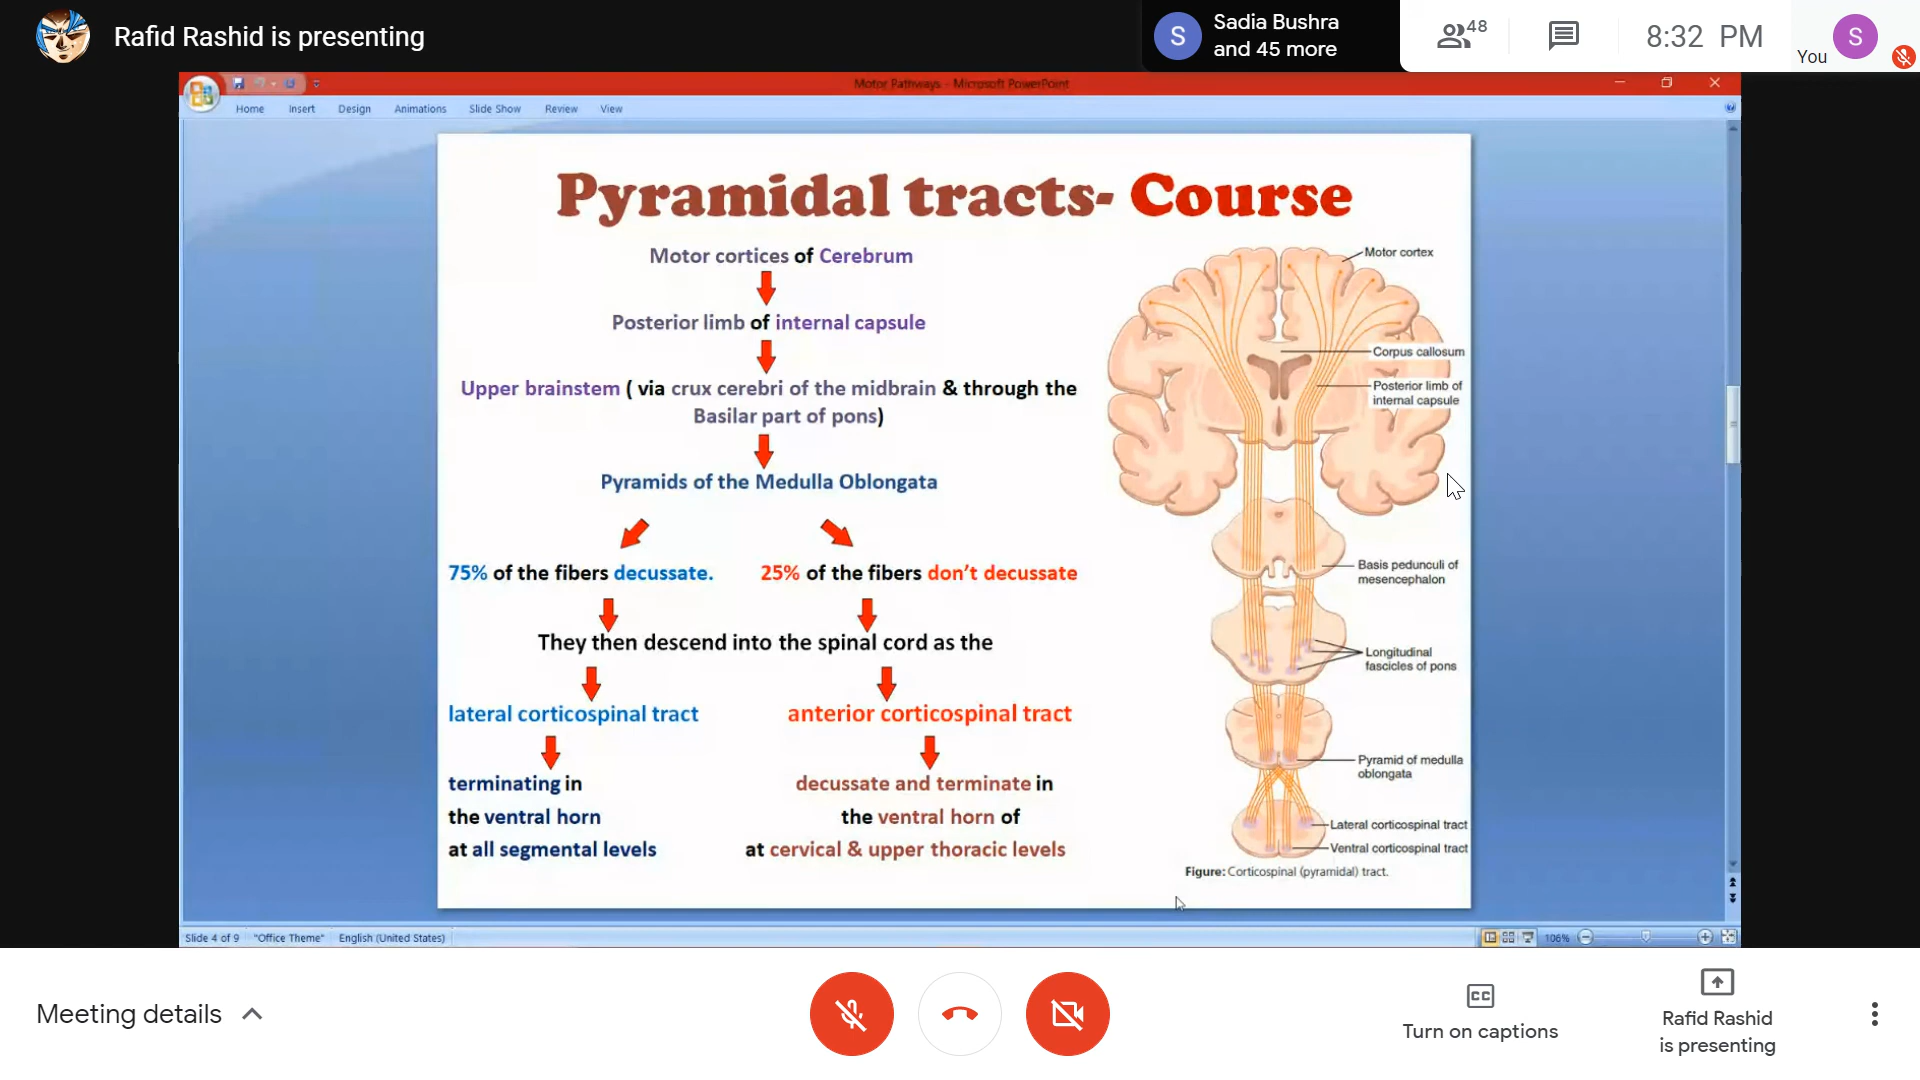 Rafid Rashid is presenting
S
Sadia Bushra
and 45 more
48
8:32 PM
You
S
Motor Pathways - Microsoft PowerPoint
Home Insert Design Animations Slide Show Review View
Pyramidal tracts- Course
Motor cortices of Cerebrum
Posterior limb of internal capsule
Upper brainstem ( via crux cerebri of the midbrain & through the
Basilar part of pons)
Pyramids of the Medulla Oblongata
75% of the fibers decussate.
25% of the fibers don't decussate
They then descend into the spinal cord as the
lateral corticospinal tract
anterior corticospinal tract
terminating in
the ventral horn
at all segmental levels
decussate and terminate in
the ventral horn of
at cervical & upper thoracic levels
Motor cortex
Corpus callosum
Posterior limb of
internal capsule
Basis pedunculi of
mesencephalon
Longitudinal
fascicles of pons
Pyramid of medulla
oblongata
Lateral corticospinal tract
Ventral corticospinal tract
Figure: Corticospinal (pyramidal) tract.
Slide 4 of 9 "Office Theme" English (United States)
106%
Meeting details
CC
Turn on captions
Rafid Rashid
is presenting